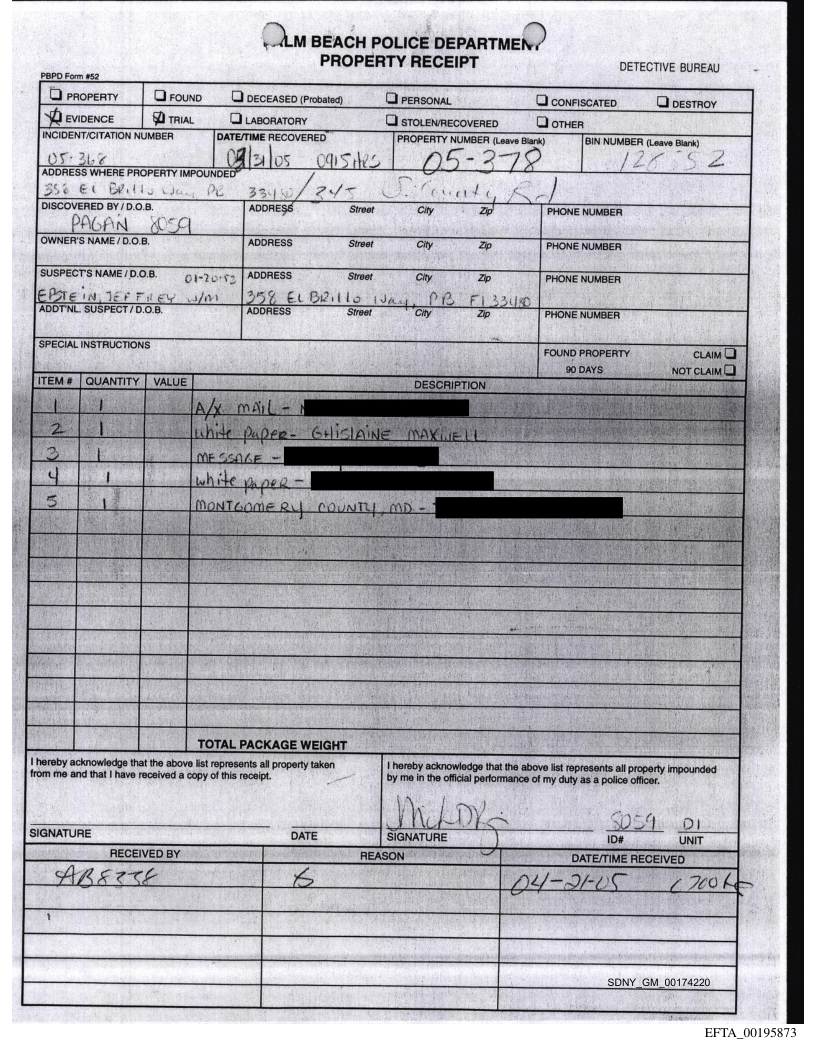 PALM BEACH POLICE DEPARTMENT
PROPERTY RECEIPT
DETECTIVE BUREAU
PBPD Form #52
PROPERTY FOUND DECEASED (Probated) PERSONAL CONFISCATED DESTROY
EVIDENCE TRIAL LABORATORY STOLEN/RECOVERED OTHER
INCIDENT/CITATION NUMBER DATE/TIME RECOVERED PROPERTY NUMBER (Leave Blank) BIN NUMBER (Leave Blank)
05-368 /31/05 0915 HRS 05-378
ADDRESS WHERE PROPERTY IMPOUNDED
358 El Brillo Way, PB 33480 / 345 S. County Rd
DISCOVERED BY / D.O.B. ADDRESS Street City Zip PHONE NUMBER
PAGAN 8059
OWNER'S NAME / D.O.B. ADDRESS Street City Zip PHONE NUMBER
SUSPECT'S NAME / D.O.B. 01-20-53 ADDRESS Street City Zip PHONE NUMBER
EPSTEIN, JEFFREY W/M 358 EL BRillo Way, PB Fl 33480
ADDT'NL. SUSPECT / D.O.B. ADDRESS Street City Zip PHONE NUMBER
SPECIAL INSTRUCTIONS
FOUND PROPERTY CLAIM
90 DAYS NOT CLAIM
ITEM # QUANTITY VALUE DESCRIPTION
1 1 A/X MAIL -
2 1 white paper- GHISLAINE MAXWELL
3 1 MESSAGE -
4 1 white paper -
5 1 MONTGOMERY COUNTY, MD -
TOTAL PACKAGE WEIGHT
I hereby acknowledge that the above list represents all property taken
from me and that I have received a copy of this receipt.
I hereby acknowledge that the above list represents all property impounded
by me in the official performance of my duty as a police officer.
8059 D1
SIGNATURE DATE SIGNATURE ID# UNIT
RECEIVED BY REASON DATE/TIME RECEIVED
AB8238 04-21-05
SDNY_GM_00174220
EFTA_00195873